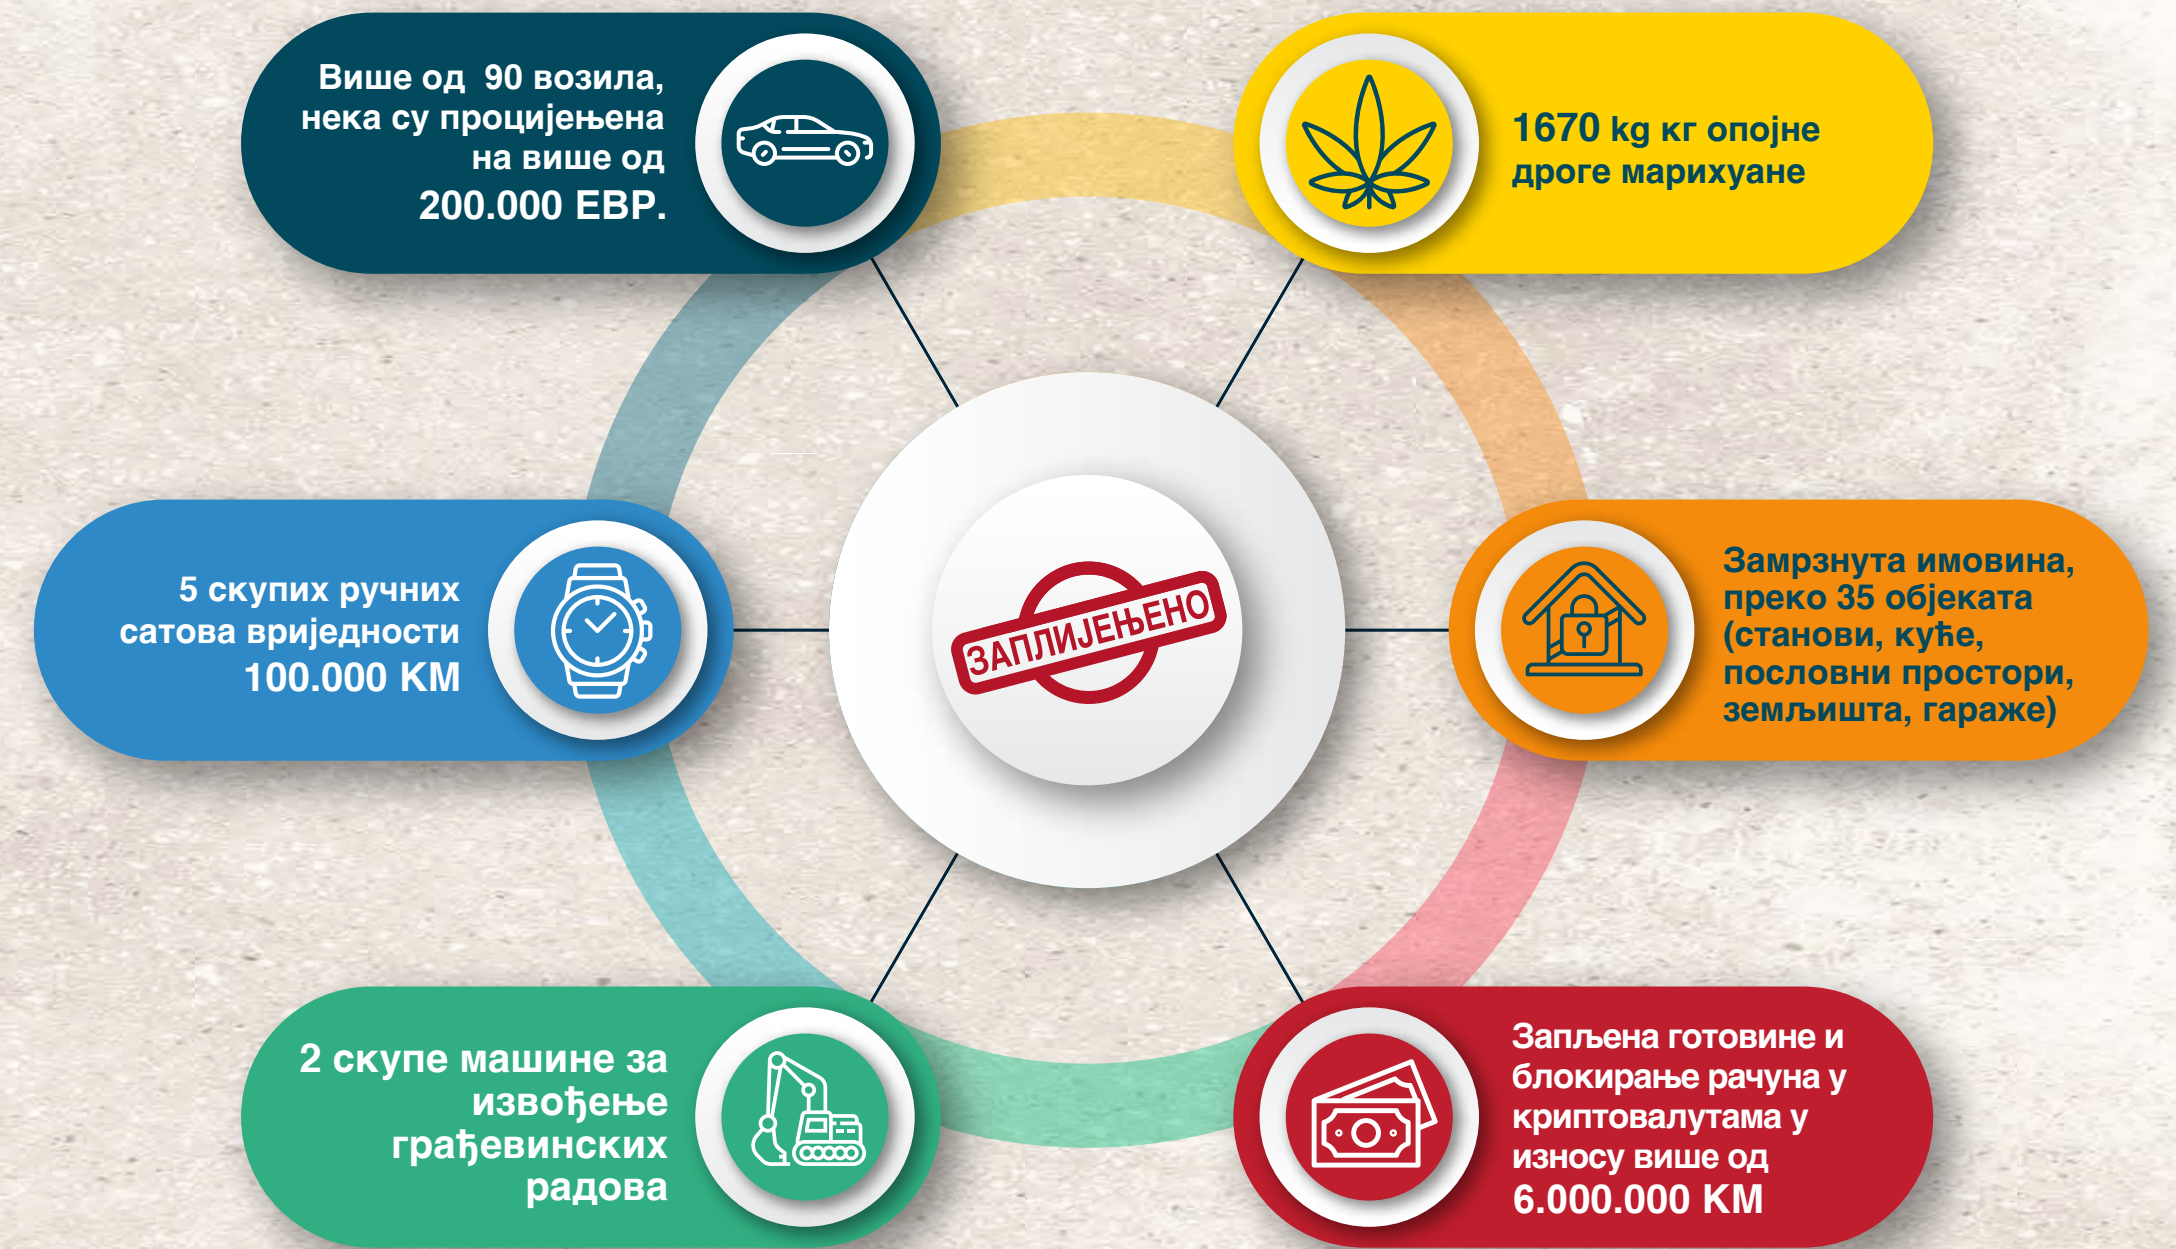 Више од 90 возила,
нека су процијењена
на више од
200.000 ЕВР.
1670 kg кг опојне
дроге марихуане
5 скупих ручних
сатова вриједности
100.000 КМ
ЗАПЛИЈЕЊЕНО
Замрзнута имовина,
преко 35 објеката
(станови, куће,
пословни простори,
земљишта, гараже)
2 скупе машине за
извођење
грађевинских
радова
Запљена готовине и
блокирање рачуна у
криптовалутама у
износу више од
6.000.000 КМ